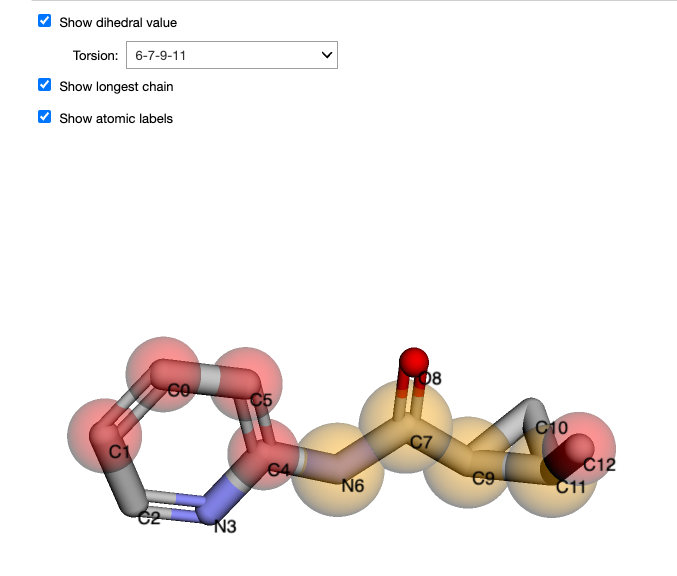 Show dihedral value
Torsion: 6-7-9-11
Show longest chain
Show atomic labels
O8
C0
C5
C10
C7
C1
C12
C4
C9
N6
C11
C2
N3